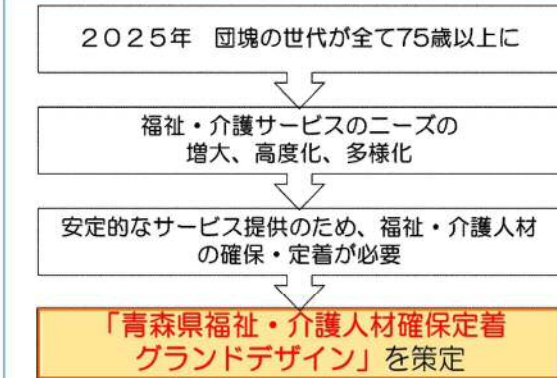 ２０２５年　団塊の世代が全て75歳以上に
福祉・介護サービスのニーズの
増大、高度化、多様化
安定的なサービス提供のため、福祉・介護人材
の確保・定着が必要
「青森県福祉・介護人材確保定着
グランドデザイン」を策定